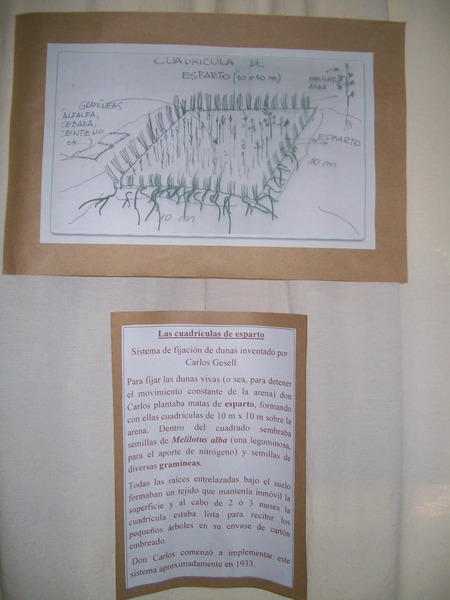 CUADRICULA DE
ESPARTO (10 x 10 m)
MELILOTUS
ALBA
GRAMÍNEAS
(ALFALFA,
CEBADA,
CENTENO
etc...)
ESPARTO
10 m
10 m
Las cuadrículas de esparto
Sistema de fijación de dunas inventado por
Carlos Gesell
Para fijar las dunas vivas (o sea, para detener
el movimiento constante de la arena) don
Carlos plantaba matas de esparto, formando
con ellas cuadrículas de 10 m x 10 m sobre la
arena. Dentro del cuadrado sembraba
semillas de Melilotus alba (una leguminosa,
para el aporte de nitrógeno) y semillas de
diversas gramíneas.
Todas las raíces entrelazadas bajo el suelo
formaban un tejido que mantenía inmóvil la
superficie y al cabo de 2 ó 3 meses la
cuadrícula estaba lista para recibir los
pequeños árboles en su envase de cartón
embreado.
Don Carlos comenzó a implementar este
sistema aproximadamente en 1933.